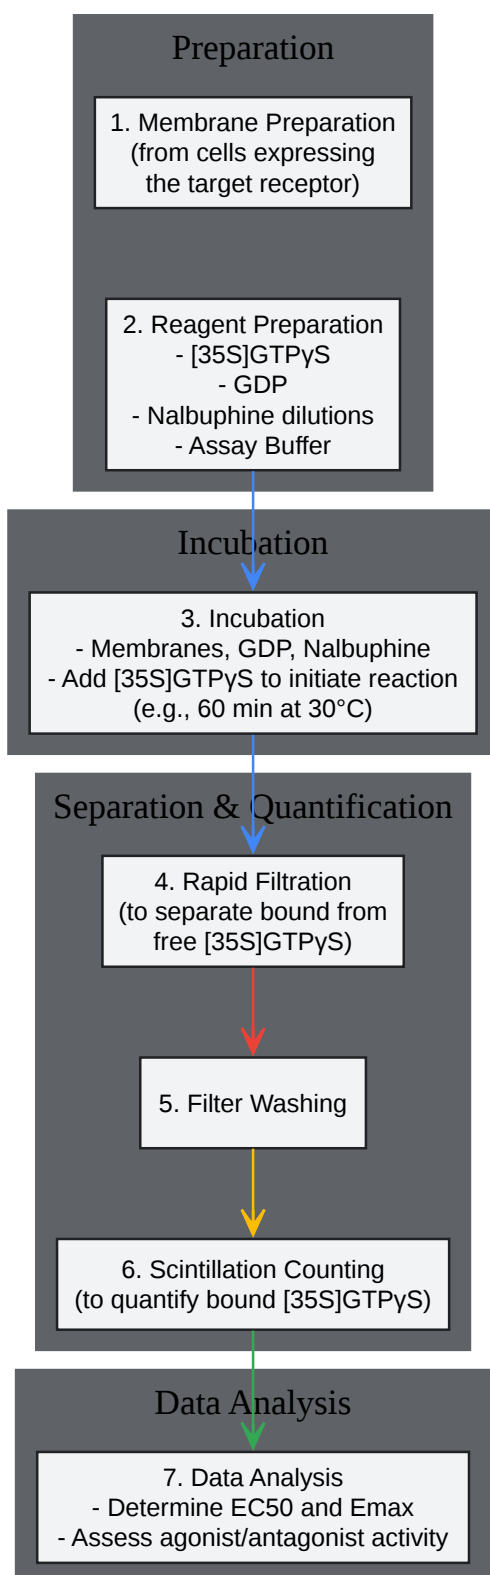 Preparation
1. Membrane Preparation
(from cells expressing
the target receptor)
2. Reagent Preparation
- [35S]GTPγS
- GDP
- Nalbuphine dilutions
- Assay Buffer
Incubation
3. Incubation
- Membranes, GDP, Nalbuphine
- Add [35S]GTPγS to initiate reaction
(e.g., 60 min at 30°C)
Separation & Quantification
4. Rapid Filtration
(to separate bound from
free [35S]GTPγS)
5. Filter Washing
6. Scintillation Counting
(to quantify bound [35S]GTPγS)
Data Analysis
7. Data Analysis
- Determine EC50 and Emax
- Assess agonist/antagonist activity